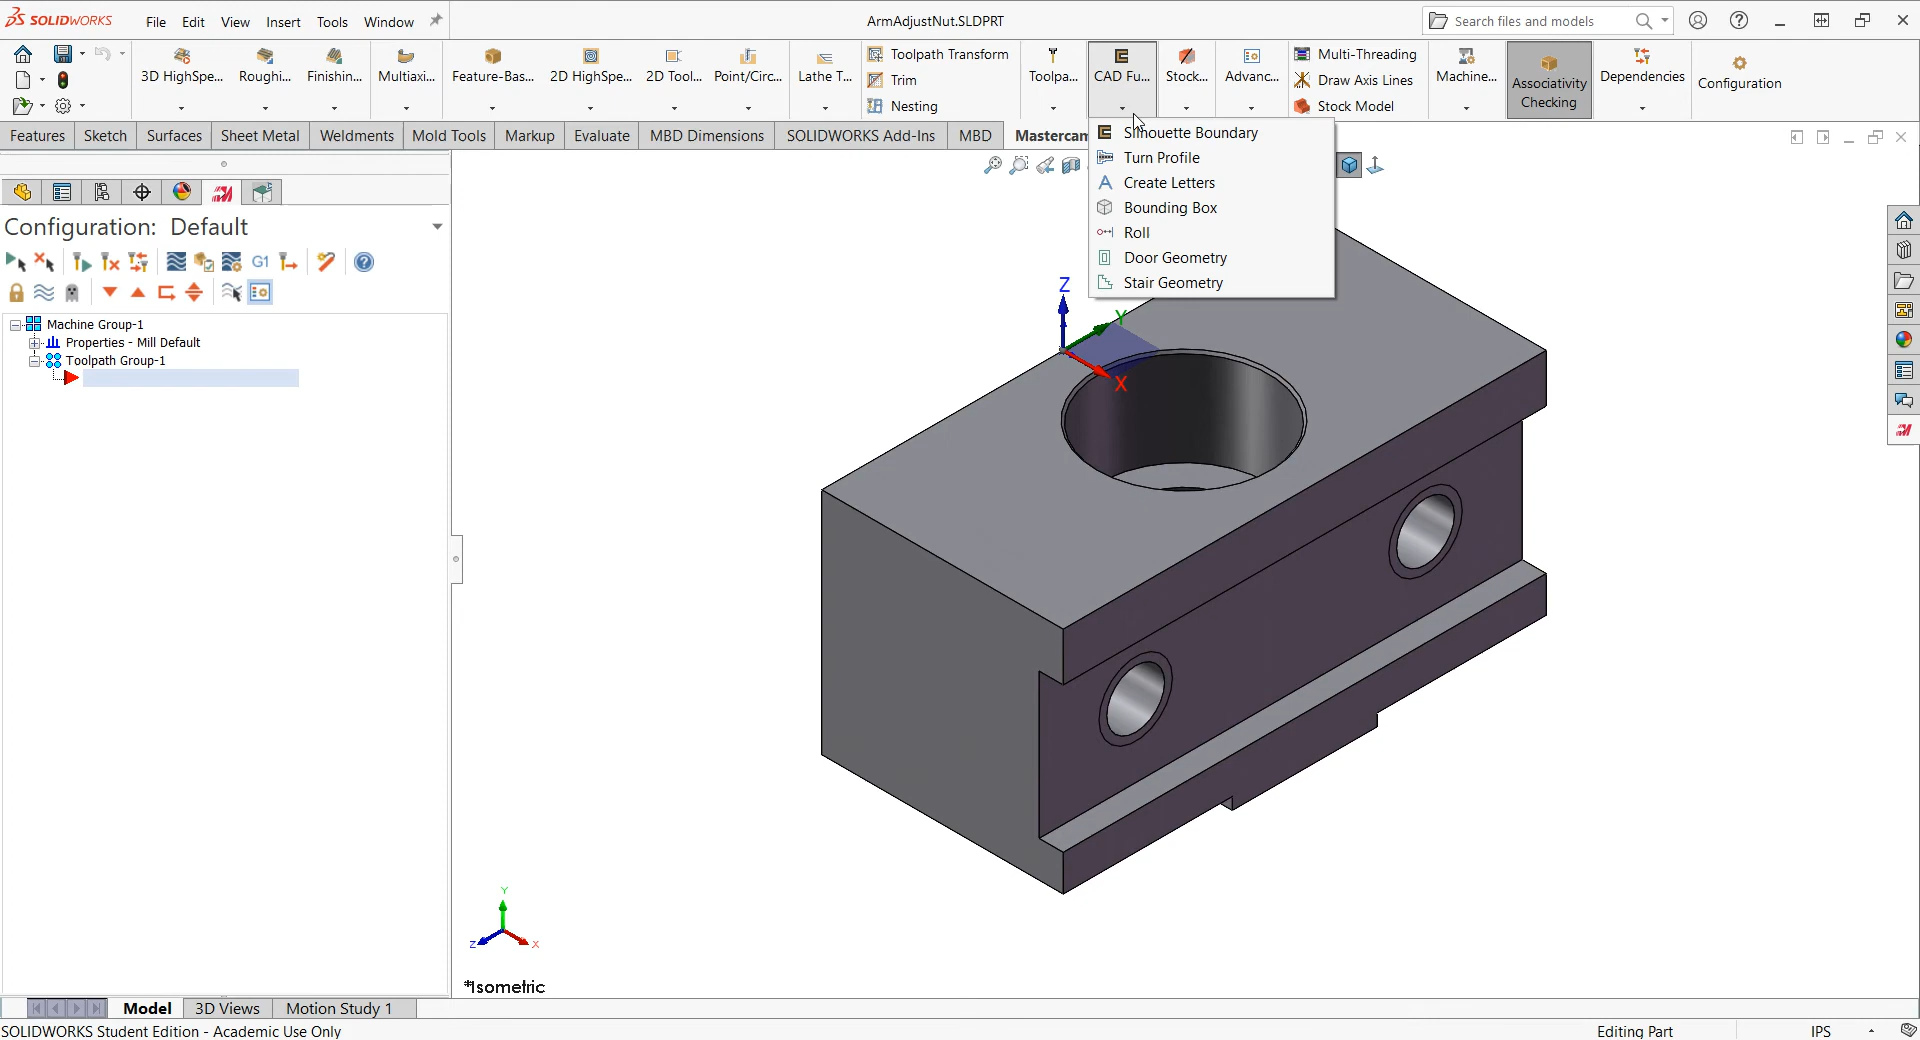 SOLIDWORKS File Edit View Insert Tools Window ArmAdjustNut.SLDPRT Search files and models
3D HighSpe... Roughi... Finishin... Multiaxi... Feature-Bas... 2D HighSpe... 2D Tool... Point/Circ... Lathe T...
Toolpath Transform
Trim
Nesting
Toolpa... CAD Fu... Stock... Advanc...
Multi-Threading
Draw Axis Lines
Stock Model
Machine...
Associativity
Checking
Dependencies
Configuration
Features Sketch Surfaces Sheet Metal Weldments Mold Tools Markup Evaluate MBD Dimensions SOLIDWORKS Add-Ins MBD Mastercam
Silhouette Boundary
Turn Profile
Create Letters
Bounding Box
Roll
Door Geometry
Stair Geometry
Configuration: Default
G1
Machine Group-1
Properties - Mill Default
Toolpath Group-1
Z
Y
X
Y
Z X
*Isometric
Model 3D Views Motion Study 1
SOLIDWORKS Student Edition - Academic Use Only Editing Part IPS